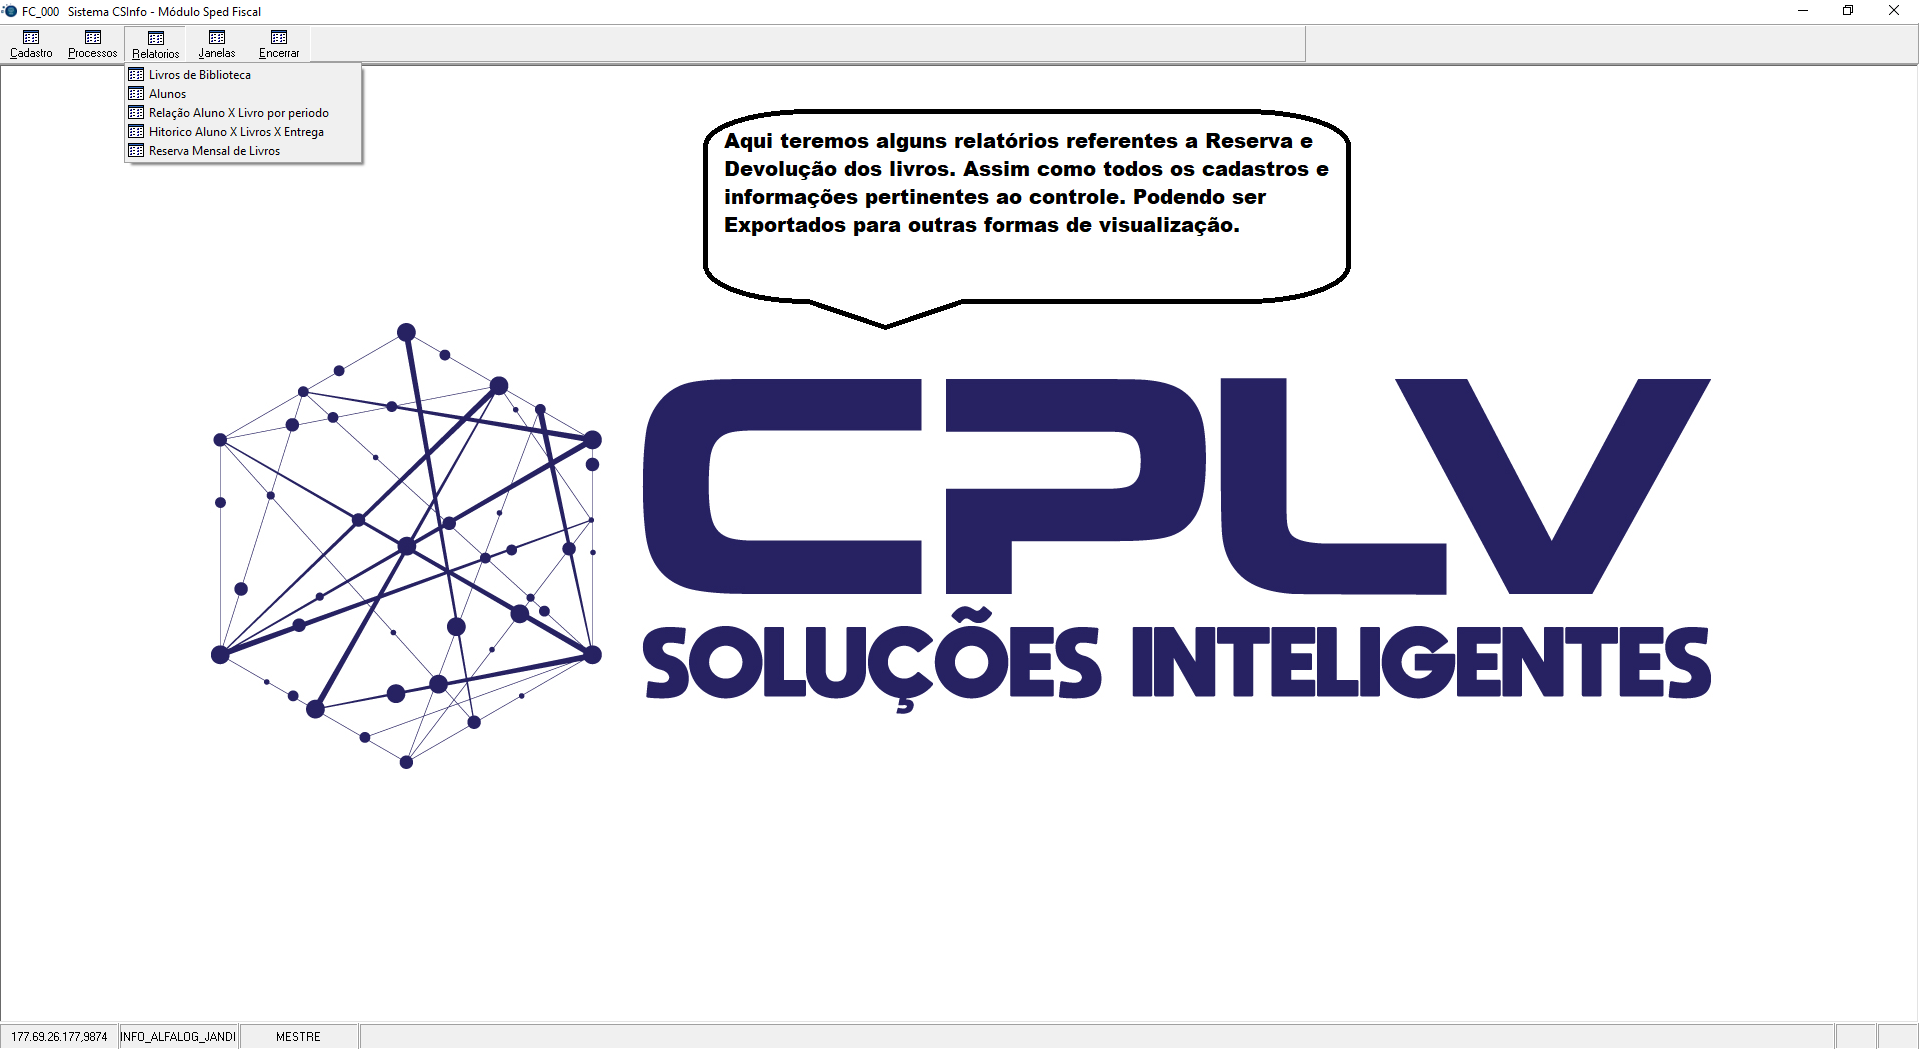 FC_000 Sistema CSInfo - Módulo Sped Fiscal
Cadastro Processos Relatorios Janelas Encerrar
Livros de Biblioteca
Alunos
Relação Aluno X Livro por periodo
Hitorico Aluno X Livros X Entrega
Reserva Mensal de Livros
Aqui teremos alguns relatórios referentes a Reserva e
Devolução dos livros. Assim como todos os cadastros e
informações pertinentes ao controle. Podendo ser
Exportados para outras formas de visualização.
CPLV
SOLUÇÕES INTELIGENTES
177.69.26.177,9874 INFO_ALFALOG_JANDI MESTRE